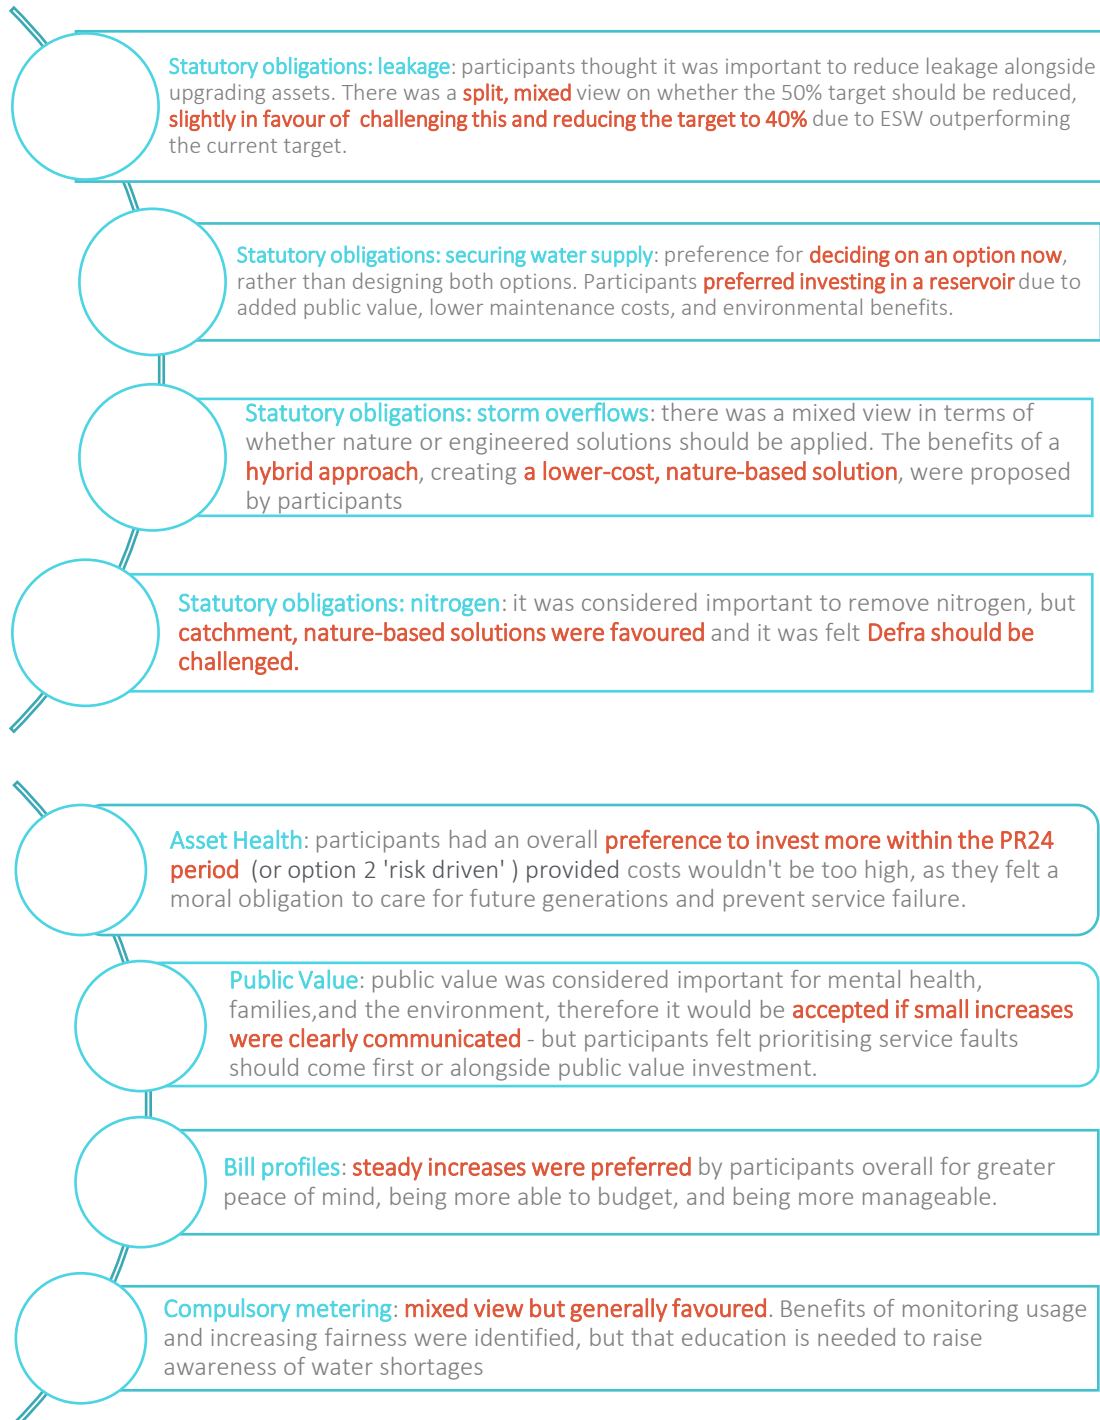 Statutory obligations: leakage: participants thought it was important to reduce leakage alongside
upgrading assets. There was a split, mixed view on whether the 50% target should be reduced,
slightly in favour of  challenging this and reducing the target to 40% due to ESW outperforming
the current target.
Statutory obligations: securing water supply: preference for deciding on an option now,
rather than designing both options. Participants preferred investing in a reservoir due to
added public value, lower maintenance costs, and environmental benefits.
Statutory obligations: storm overflows: there was a mixed view in terms of
whether nature or engineered solutions should be applied. The benefits of a
hybrid approach, creating a lower-cost, nature-based solution, were proposed
by participants
Statutory obligations: nitrogen: it was considered important to remove nitrogen, but
catchment, nature-based solutions were favoured and it was felt Defra should be
challenged.
Asset Health: participants had an overall preference to invest more within the PR24
period  (or option 2 'risk driven' ) provided costs wouldn't be too high, as they felt a
moral obligation to care for future generations and prevent service failure.
Public Value: public value was considered important for mental health,
families,and the environment, therefore it would be accepted if small increases
were clearly communicated - but participants felt prioritising service faults
should come first or alongside public value investment.
Bill profiles: steady increases were preferred by participants overall for greater
peace of mind, being more able to budget, and being more manageable.
Compulsory metering: mixed view but generally favoured. Benefits of monitoring usage
and increasing fairness were identified, but that education is needed to raise
awareness of water shortages